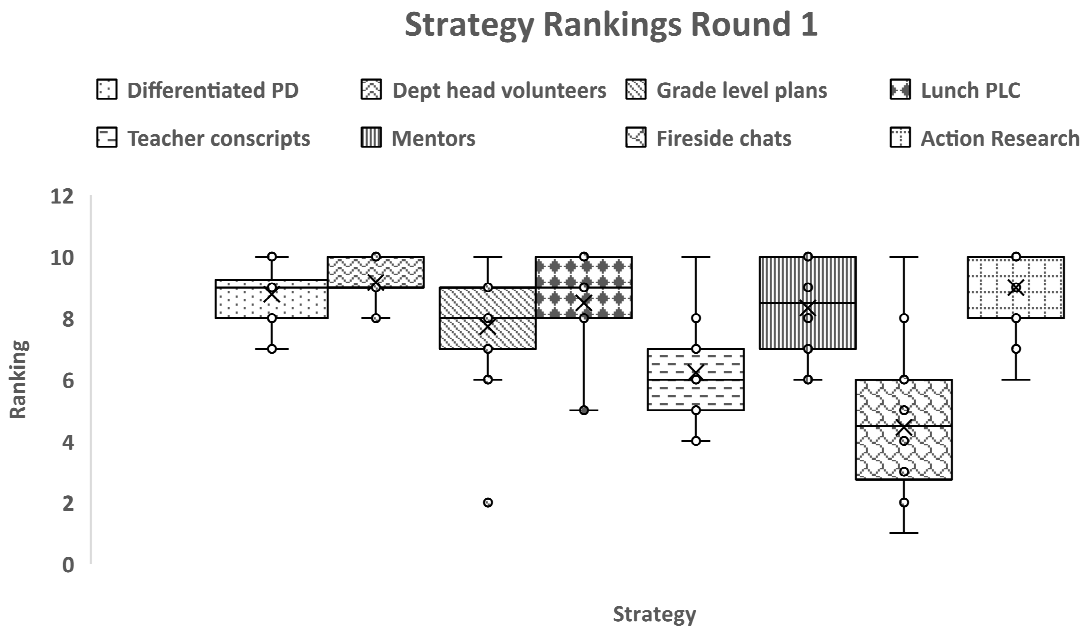 Strategy Rankings Round 1
Differentiated PD Dept head volunteers Grade level plans Lunch PLC
Teacher conscripts Mentors Fireside chats Action Research
12
10
8
6
4
2
0
Ranking
Strategy